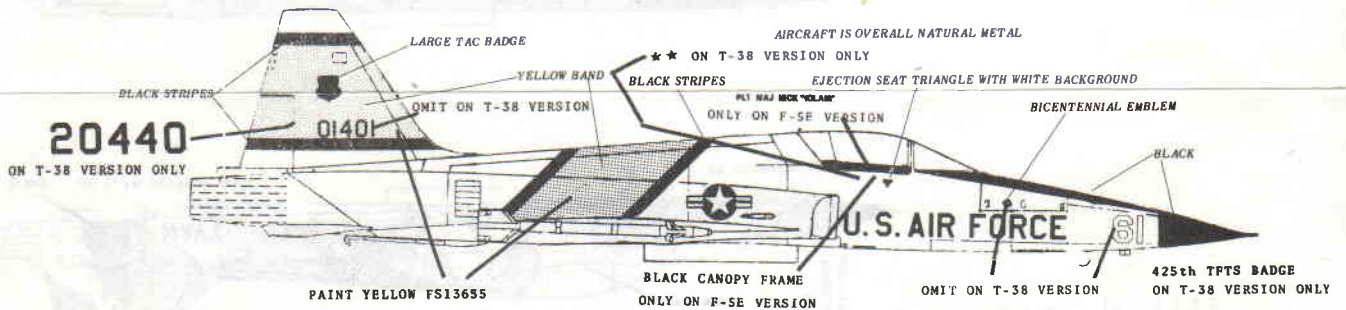 LARGE TAC BADGE
AIRCRAFT IS OVERALL NATURAL METAL
★★ ON T-38 VERSION ONLY
BLACK STRIPES
YELLOW BAND
BLACK STRIPES
EJECTION SEAT TRIANGLE WITH WHITE BACKGROUND
OMIT ON T-38 VERSION
MAJ NICK
ONLY ON F-5E VERSION
BICENTENNIAL EMBLEM
20440
01401
ON T-38 VERSION ONLY
BLACK
U.S. AIR FORCE
PAINT YELLOW FS13655
BLACK CANOPY FRAME
ONLY ON F-5E VERSION
OMIT ON T-38 VERSION
425th TFTS BADGE
ON T-38 VERSION ONLY